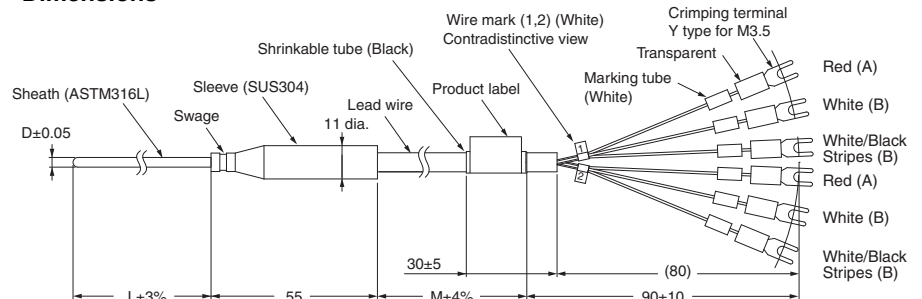 Dimensions
Wire mark (1,2) (White)
Contradistinctive view
Crimping terminal
Y type for M3.5
Transparent
Shrinkable tube (Black)
Marking tube
(White)
Red (A)
Sheath (ASTM316L)
Sleeve (SUS304)
Lead wire
Product label
White (B)
Swage
11 dia.
D±0.05
1
White/Black
Stripes (B)
2
Red (A)
White (B)
White/Black
Stripes (B)
30±5
(80)
L±3%
55
M±4%
90±10